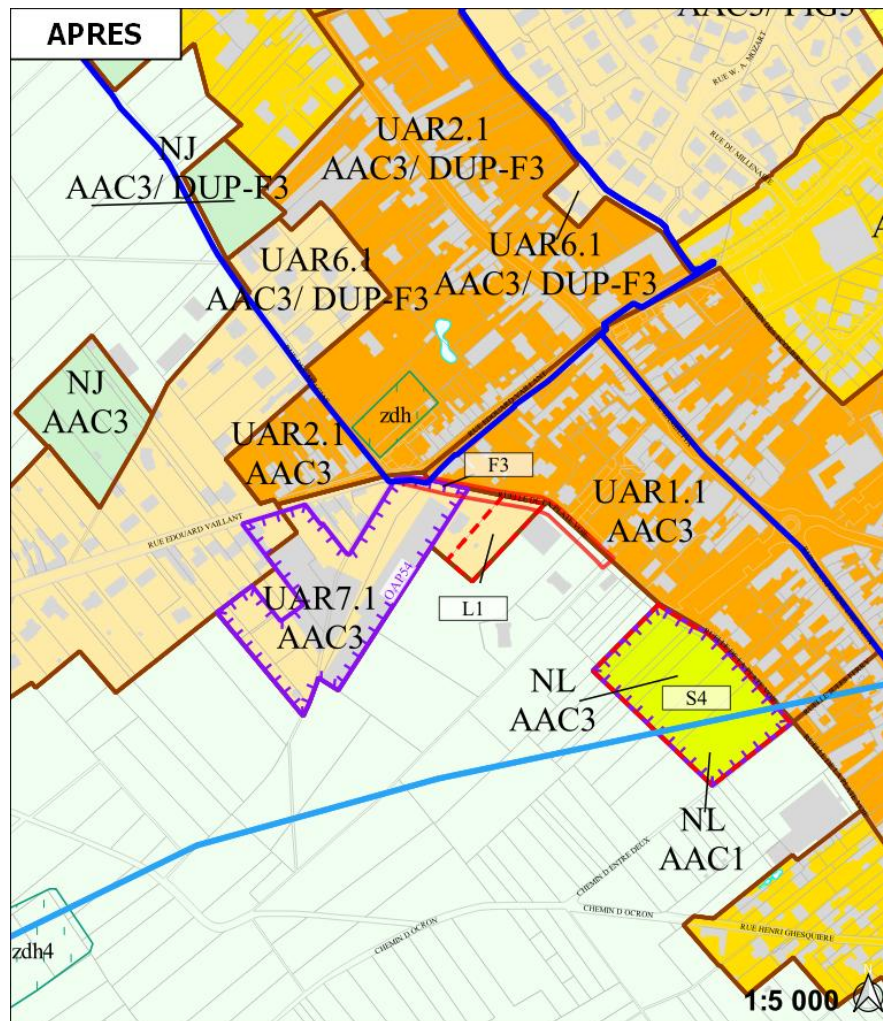 APRES
RUE W. A. MOZART
RUE DU MILLENAIRE
UAR2.1
AAC3/ DUP-F3
NJ
AAC3/ DUP-F3
UAR6.1
AAC3/ DUP-F3
UAR6.1
AAC3/ DUP-F3
NJ
AAC3
zdh
RUE EDOUARD VAILLANT
UAR2.1
AAC3
F3
UAR1.1
AAC3
RUE EDOUARD VAILLANT
OAP54
UAR7.1
AAC3
L1
NL
AAC3
S4
NL
AAC1
CHEMIN D ENTRE DEUX
CHEMIN D OCRON
CHEMIN D OCRON
RUE HENRI GHESQUIERE
zdh4
N
1:5 000